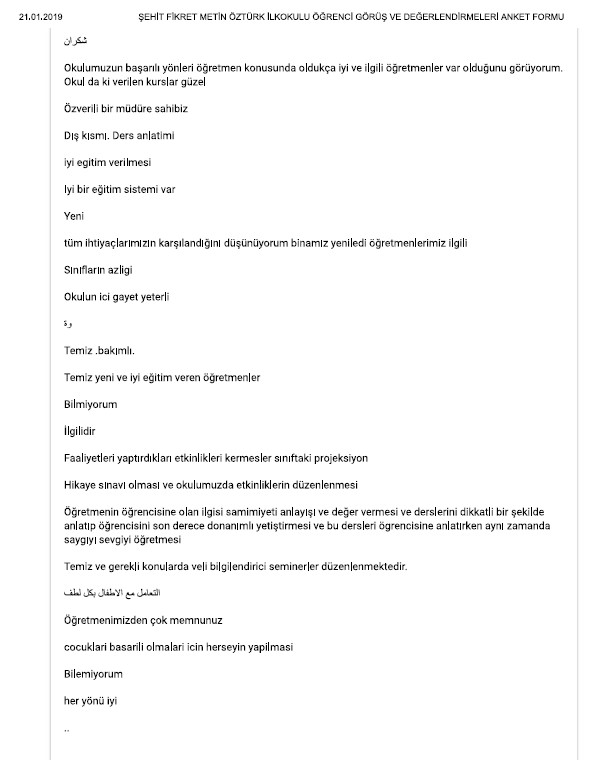 21.01.2019 ŞEHİT FİKRET METİN ÖZTÜRK İLKOKULU ÖĞRENCİ GÖRÜŞ VE DEĞERLENDİRMELERİ ANKET FORMU
شكران
Okulumuzun başarılı yönleri öğretmen konusunda oldukça iyi ve ilgili öğretmenler var olduğunu görüyorum.
Okul da ki verilen kurslar güzel
Özverili bir müdüre sahibiz
Dış kısmı. Ders anlatimi
iyi egitim verilmesi
Iyi bir eğitim sistemi var
Yeni
tüm ihtiyaçlarımızın karşılandığını düşünüyorum binamız yeniledi öğretmenlerimiz ilgili
Sınıfların azligi
Okulun ici gayet yeterli
وة
Temiz .bakımlı.
Temiz yeni ve iyi eğitim veren öğretmenler
Bilmiyorum
İlgilidir
Faaliyetleri yaptırdıkları etkinlikleri kermesler sınıftaki projeksiyon
Hikaye sınavı olması ve okulumuzda etkinliklerin düzenlenmesi
Öğretmenin öğrencisine olan ilgisi samimiyeti anlayışı ve değer vermesi ve derslerini dikkatli bir şekilde
anlatıp öğrencisini son derece donanımlı yetiştirmesi ve bu dersleri ögrencisine anlatırken aynı zamanda
saygıyı sevgiyi öğretmesi
Temiz ve gerekli konularda veli bilgilendirici seminerler düzenlenmektedir.
التعامل مع الاطفال بكل لطف
Öğretmenimizden çok memnunuz
cocuklari basarili olmalari icin herseyin yapilmasi
Bilemiyorum
her yönü iyi
..